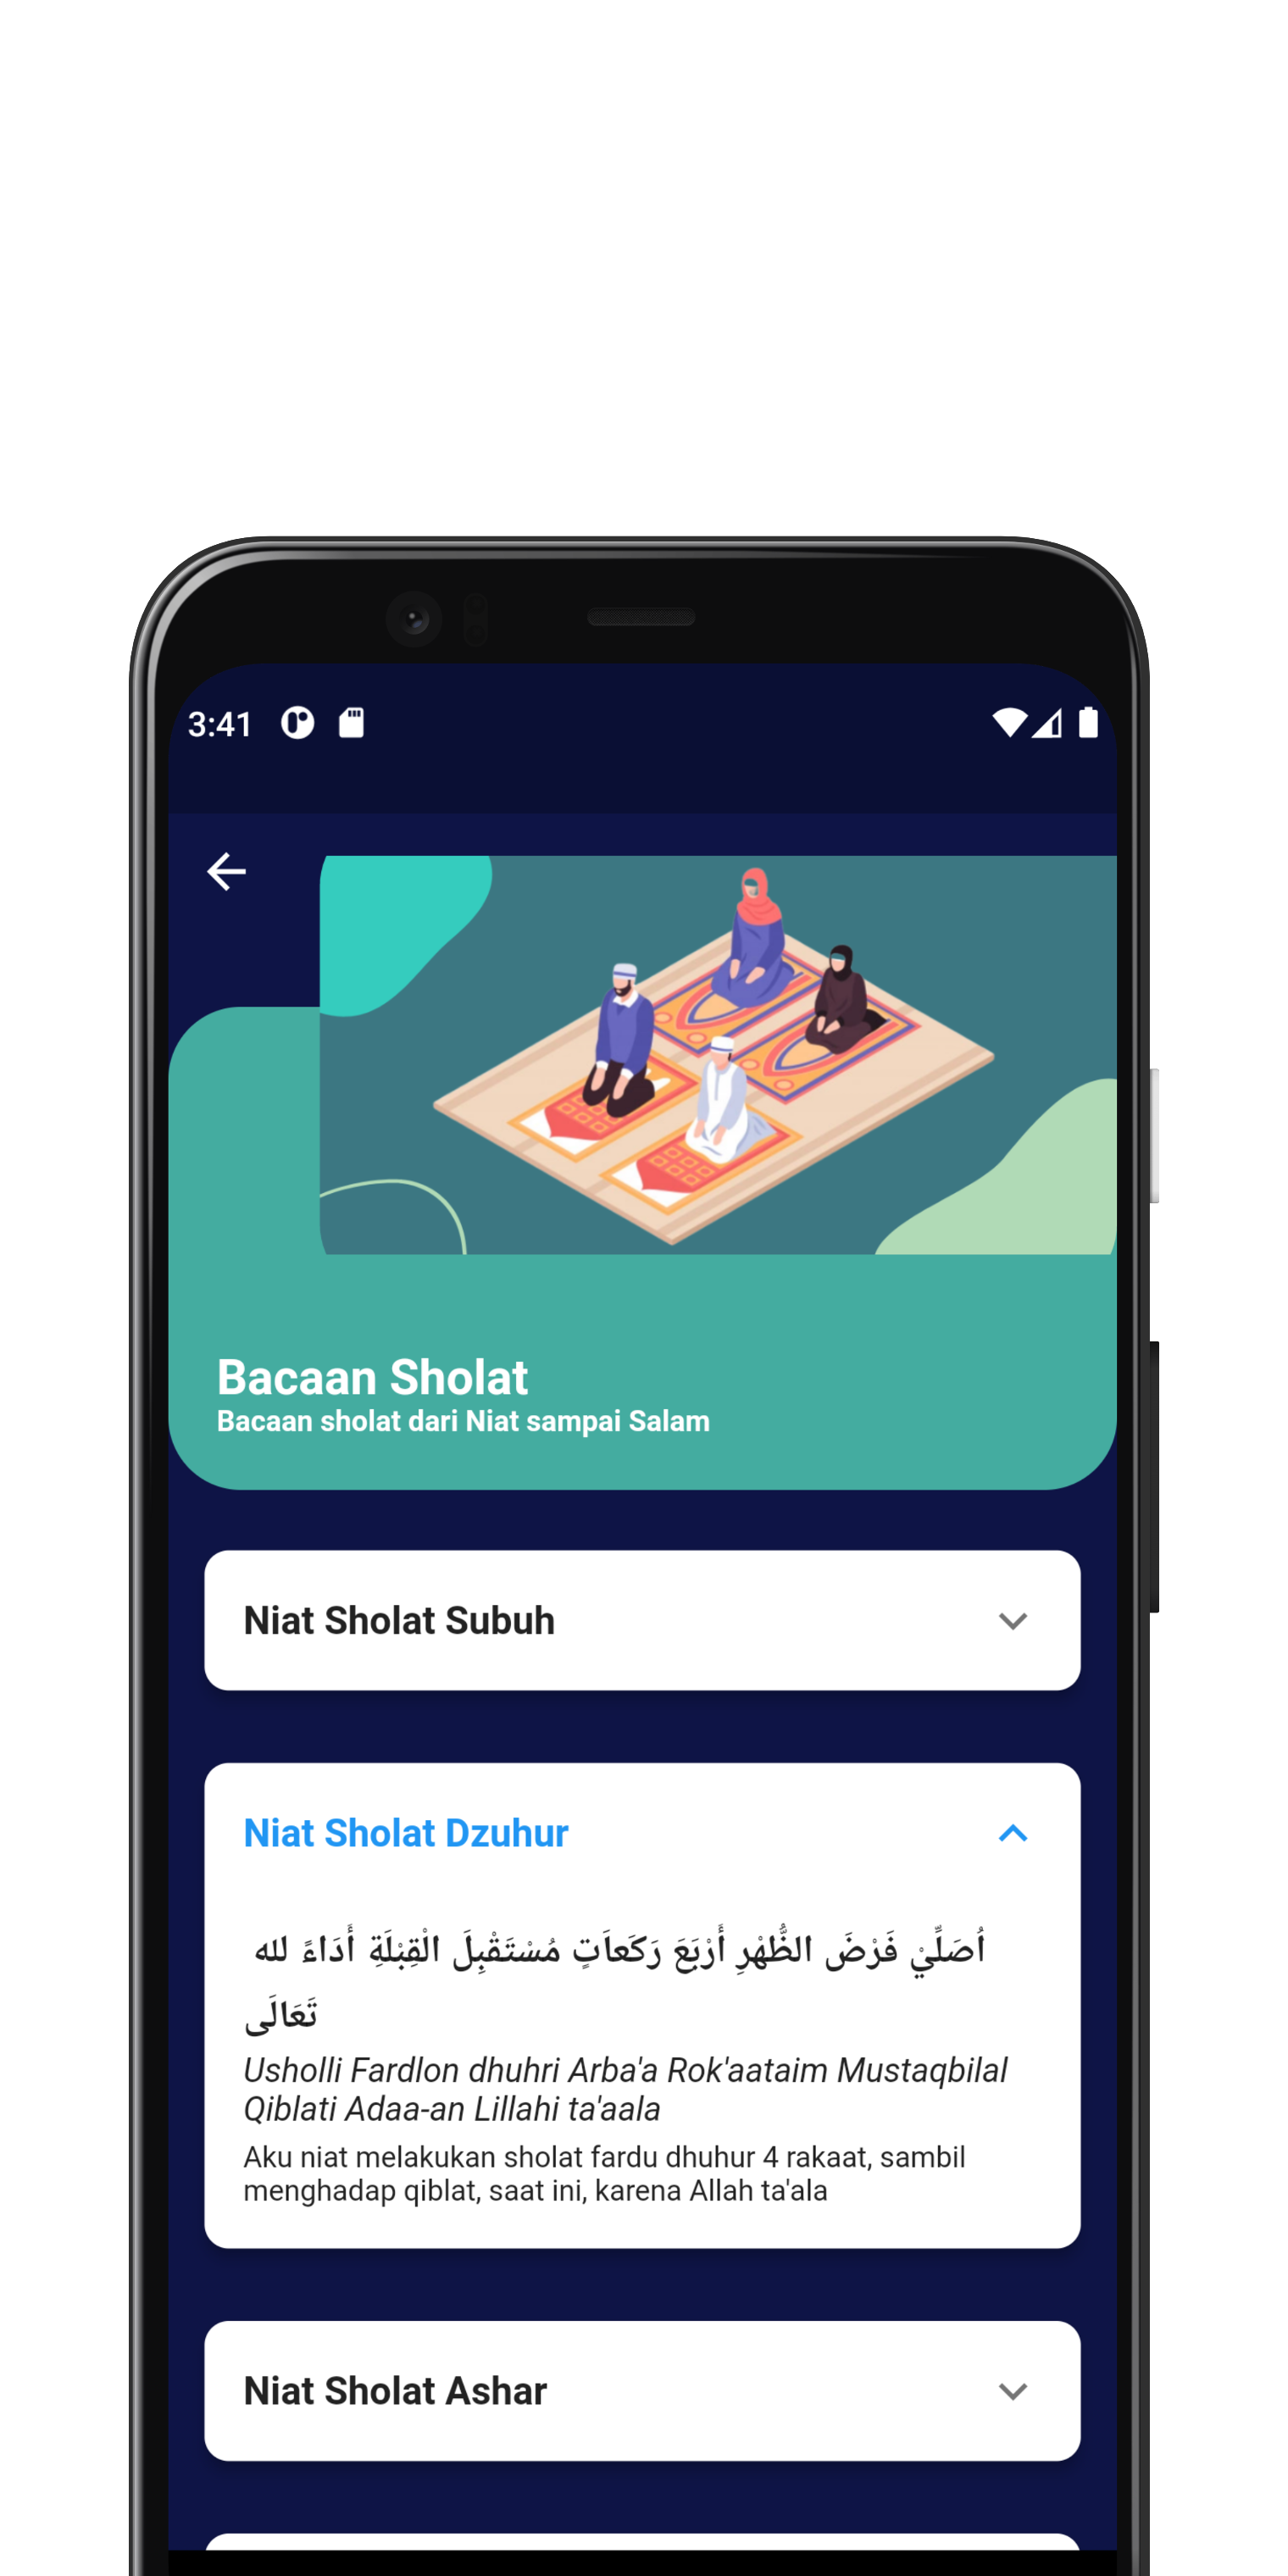 3:41
Bacaan Sholat
Bacaan sholat dari Niat sampai Salam
Niat Sholat Subuh
Niat Sholat Dzuhur
اُصَلِّيْ فَرْضَ الظُّهْرِ أَرْبَعَ رَكَعاَتٍ مُسْتَقْبِلَ الْقِبْلَةِ أَدَاءً لله
تَعَالَى
Usholli Fardlon dhuhri Arba'a Rok'aataim Mustaqbilal
Qiblati Adaa-an Lillahi ta'aala
Aku niat melakukan sholat fardu dhuhur 4 rakaat, sambil
menghadap qiblat, saat ini, karena Allah ta'ala
Niat Sholat Ashar